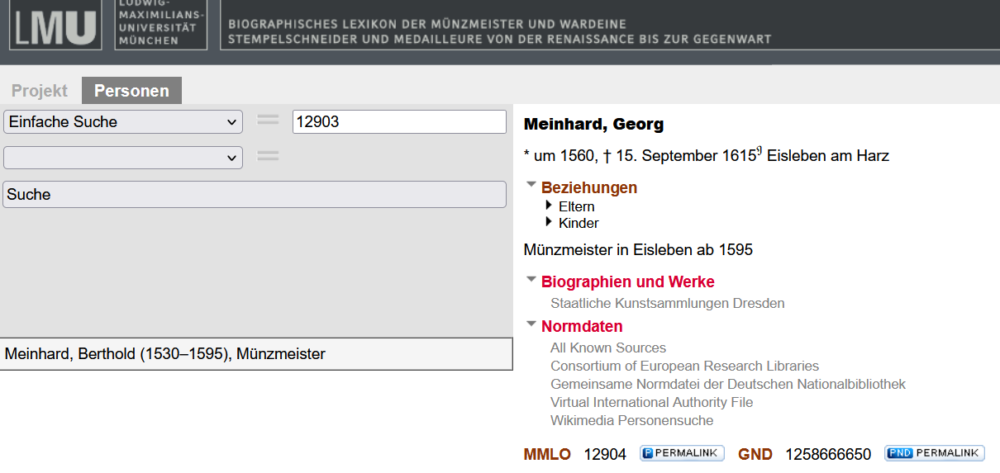 LMU
LUDWIG-
MAXIMILIANS-
UNIVERSITÄT
MÜNCHEN
BIOGRAPHISCHES LEXIKON DER MÜNZMEISTER UND WARDEINE
STEMPELSCHNEIDER UND MEDAILLEURE VON DER RENAISSANCE BIS ZUR GEGENWART
Projekt Personen
Einfache Suche = 12903
=
Suche
Meinhard, Berthold (1530–1595), Münzmeister
Meinhard, Georg
* um 1560, † 15. September 1615 Eisleben am Harz
Beziehungen
Eltern
Kinder
Münzmeister in Eisleben ab 1595
Biographien und Werke
Staatliche Kunstsammlungen Dresden
Normdaten
All Known Sources
Consortium of European Research Libraries
Gemeinsame Normdatei der Deutschen Nationalbibliothek
Virtual International Authority File
Wikimedia Personensuche
MMLO 12904 P PERMALINK GND 1258666650 PND PERMALINK